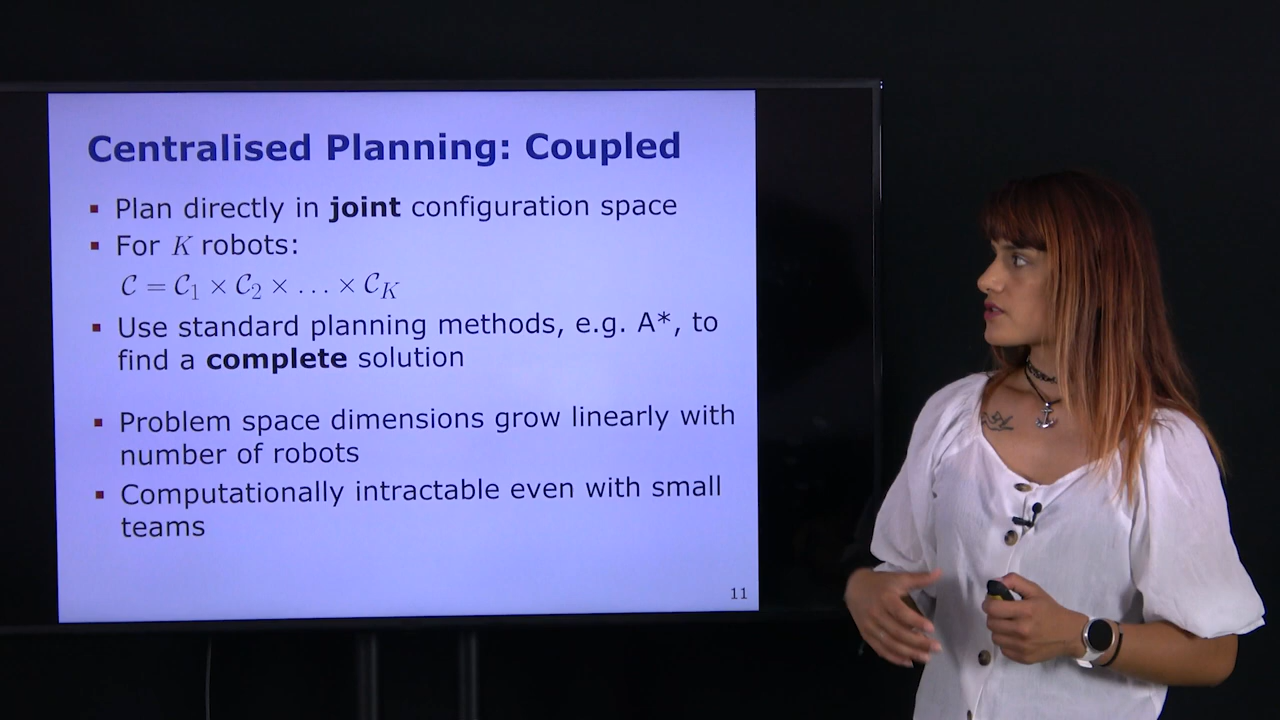 Centralised Planning: Coupled
▪ Plan directly in joint configuration space
▪ For K robots:
𝒞 = 𝒞₁ × 𝒞₂ × … × 𝒞_K
▪ Use standard planning methods, e.g. A*, to
find a complete solution
▪ Problem space dimensions grow linearly with
number of robots
▪ Computationally intractable even with small
teams
11